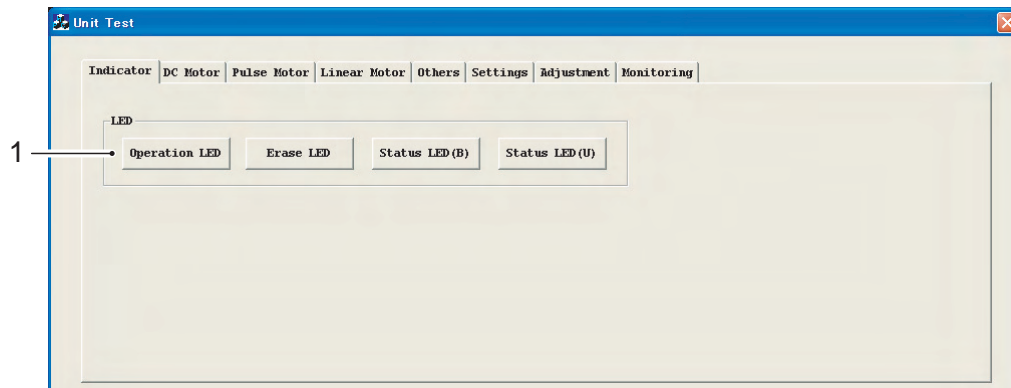 Unit Test
Indicator DC Motor Pulse Motor Linear Motor Others Settings Adjustment Monitoring
LED
1 Operation LED Erase LED Status LED(B) Status LED(U)